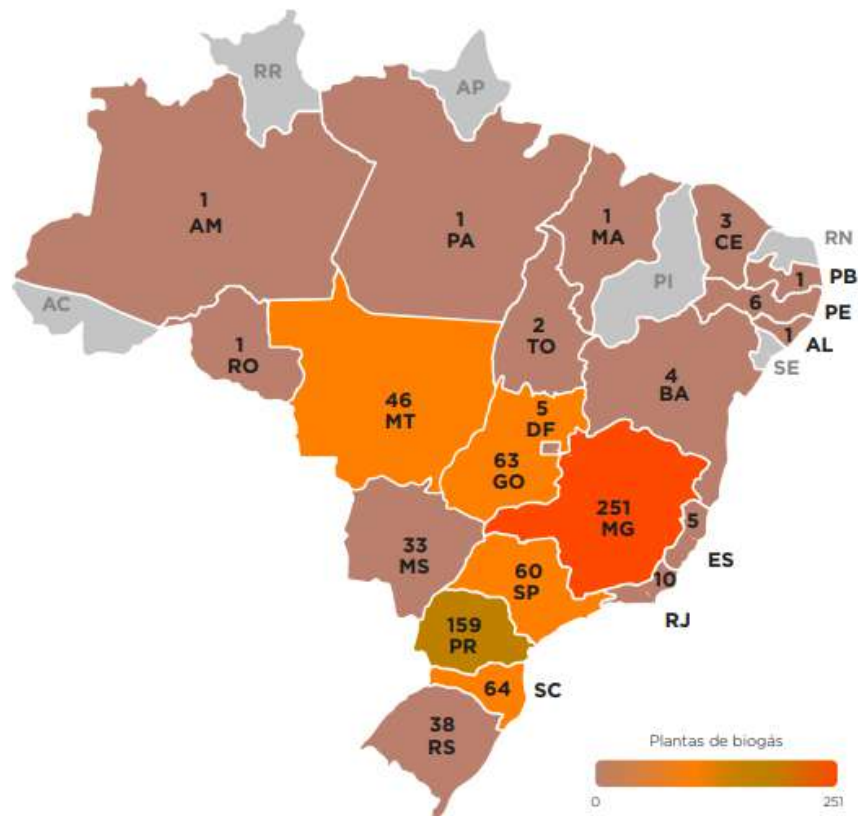 RR
AP
1
AM
1
PA
1
MA
3
CE
RN
1
PB
PI
6
PE
AC
1
AL
SE
1
RO
2
TO
4
BA
46
MT
5
DF
63
GO
251
MG
5
ES
33
MS
60
SP
10
RJ
159
PR
64
SC
38
RS
Plantas de biogás
0
251